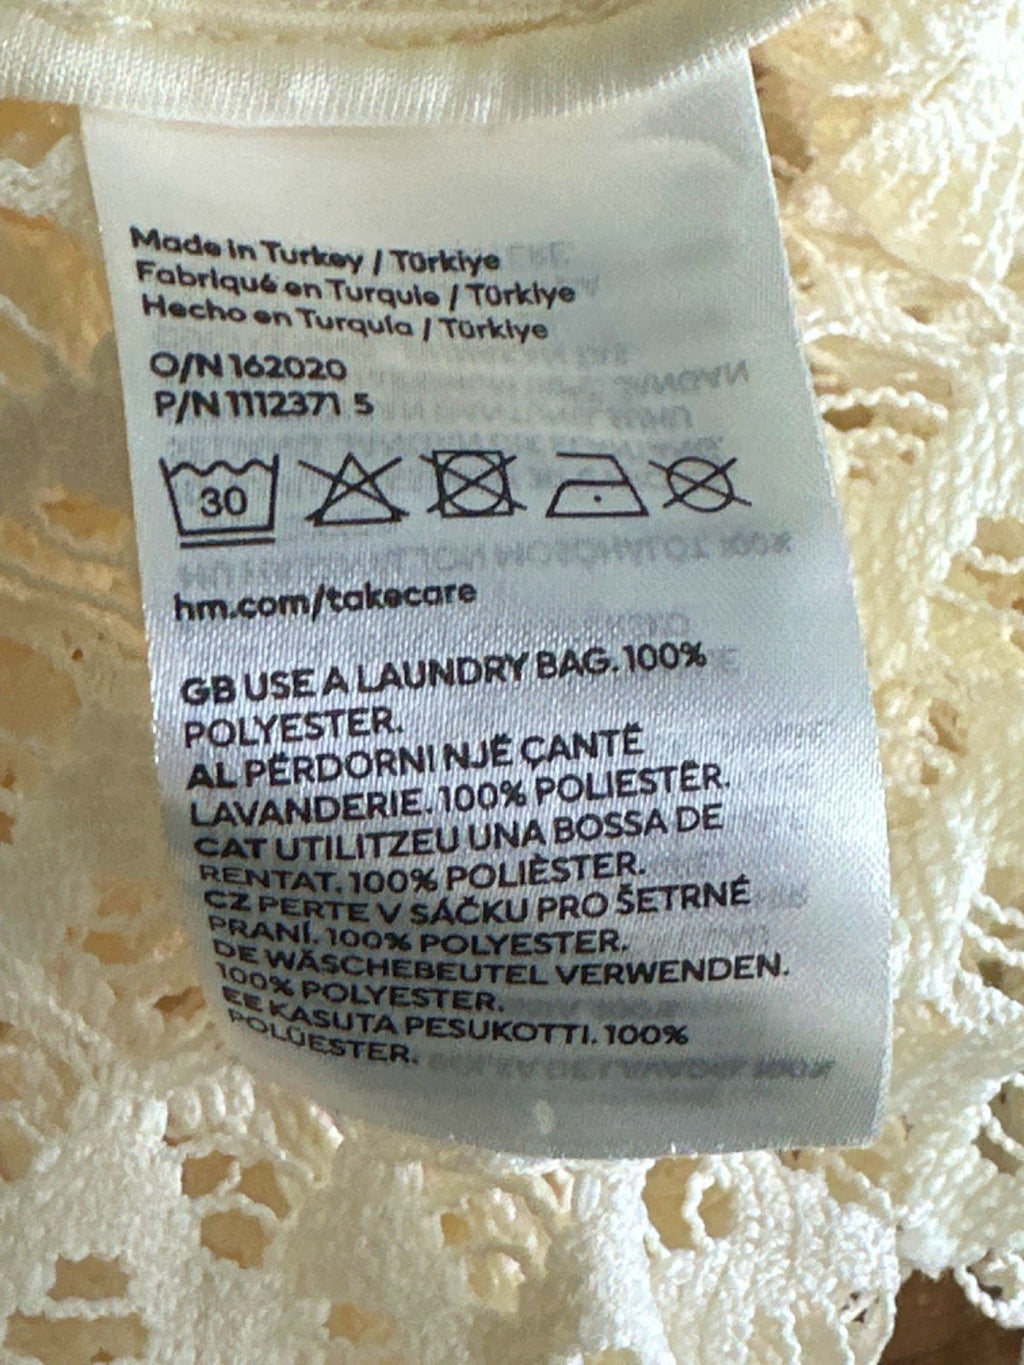 Made in Turkey / Türkiye
Fabriqué en Turquie / Türkiye
Hecho en Turquía / Türkiye
O/N 162020
P/N 1112371 5
30
hm.com/takecare
GB USE A LAUNDRY BAG. 100%
POLYESTER.
AL PËRDORNI NJË ÇANTË
LAVANDERIE. 100% POLIESTËR.
CAT UTILITZEU UNA BOSSA DE
RENTAT. 100% POLIÈSTER.
CZ PERTE V SÁČKU PRO ŠETRNÉ
PRANÍ. 100% POLYESTER.
DE WÄSCHEBEUTEL VERWENDEN.
100% POLYESTER.
EE KASUTA PESUKOTTI. 100%
POLÜESTER.